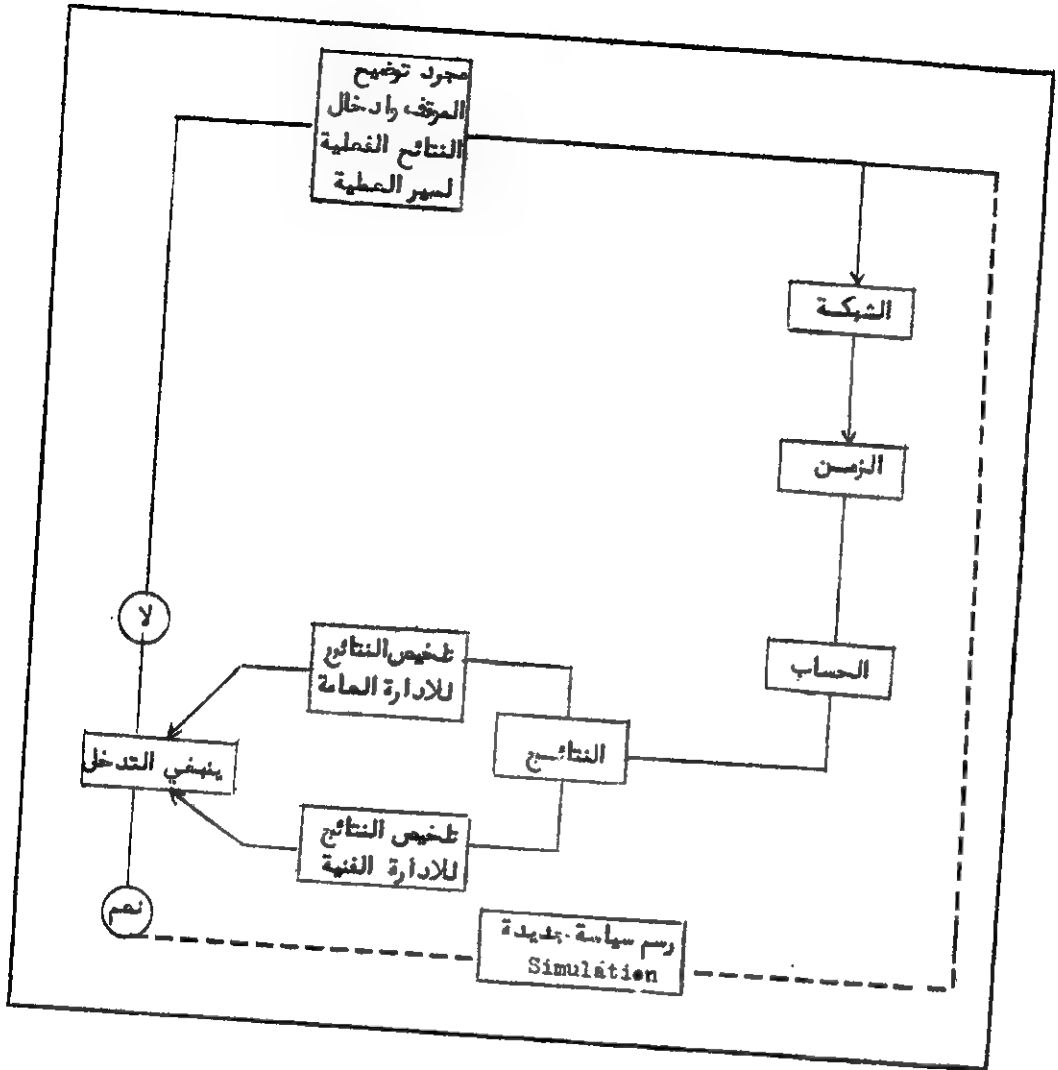 مجرد توضيح
الموقف وادخال
النتائج الفعلية
لسير العملية
الشبكة
الزمن
الحساب
النتائج
تلخيص النتائج
للادارة العامة
تلخيص النتائج
للادارة الفنية
ينبغي التدخل
لا
نعم
رسم سياسة جديدة
Simulation